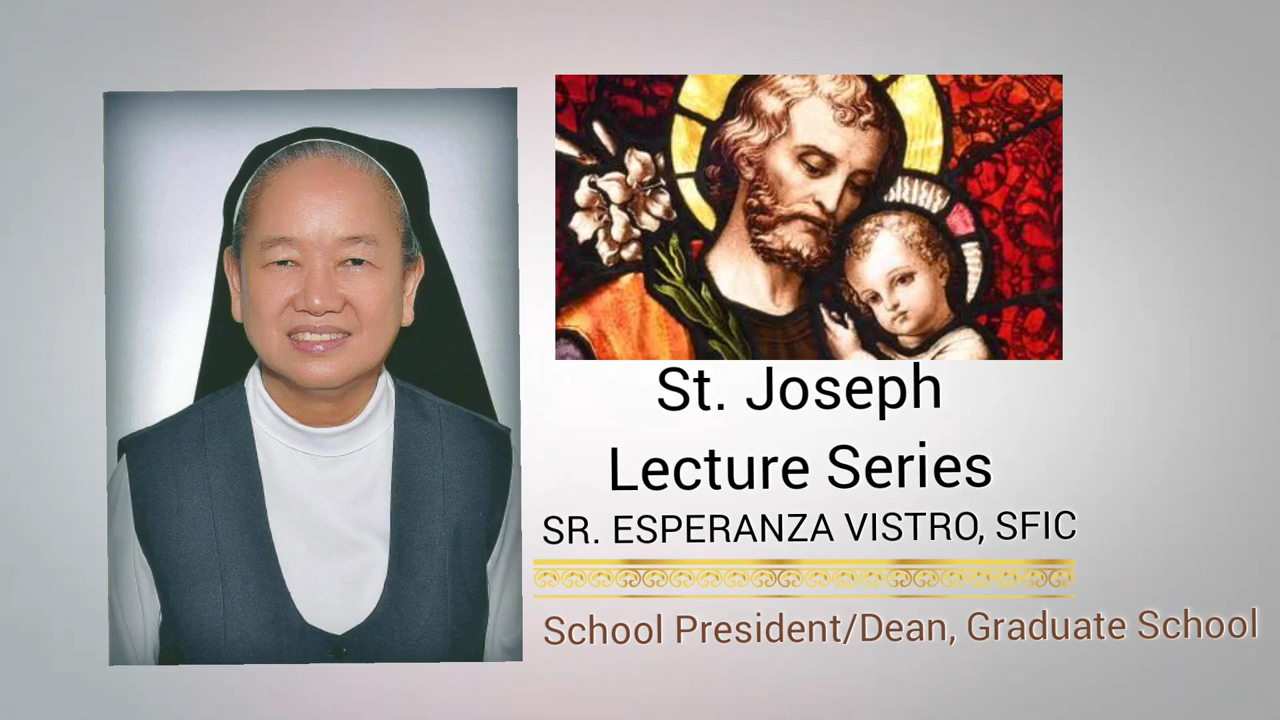 St. Joseph
Lecture Series
SR. ESPERANZA VISTRO, SFIC
School President/Dean, Graduate School